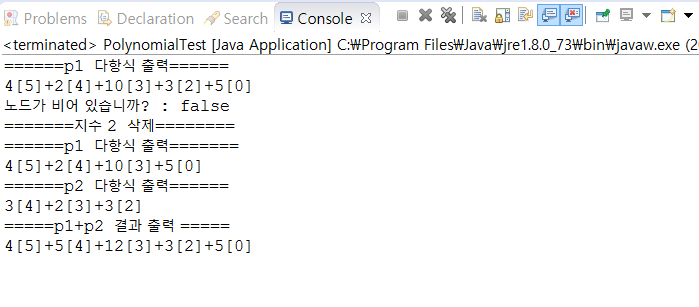 Problems Declaration Search Console
<terminated> PolynomialTest [Java Application] C:₩Program Files₩Java₩jre1.8.0_73₩bin₩javaw.exe (20
======p1 다항식 출력======
4[5]+2[4]+10[3]+3[2]+5[0]
노드가 비어 있습니까? : false
=======지수 2 삭제========
======p1 다항식 출력=======
4[5]+2[4]+10[3]+5[0]
======p2 다항식 출력======
3[4]+2[3]+3[2]
=====p1+p2 결과 출력 =====
4[5]+5[4]+12[3]+3[2]+5[0]